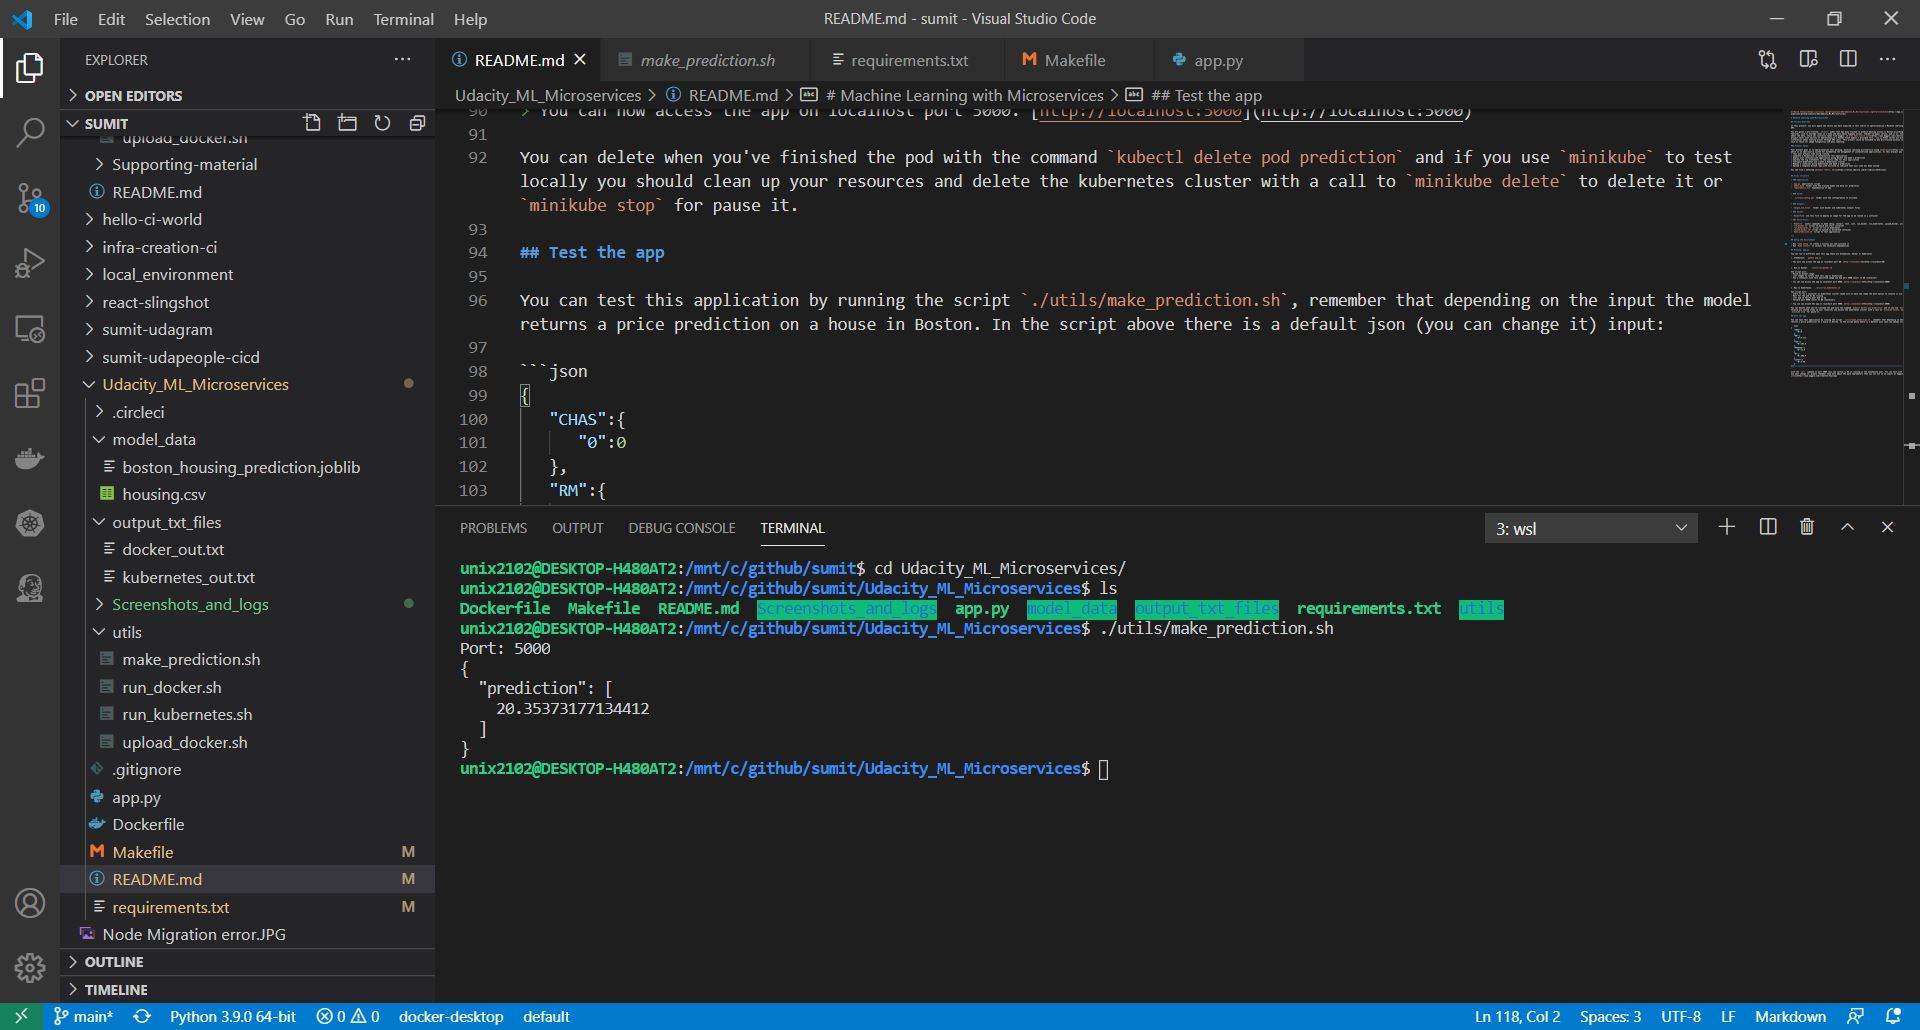 File Edit Selection View Go Run Terminal Help
README.md - sumit - Visual Studio Code
EXPLORER
OPEN EDITORS
SUMIT
upload_docker.sh
Supporting-material
README.md
hello-ci-world
infra-creation-ci
local_environment
react-slingshot
sumit-udagram
sumit-udapeople-cicd
Udacity_ML_Microservices
.circleci
model_data
boston_housing_prediction.joblib
housing.csv
output_txt_files
docker_out.txt
kubernetes_out.txt
Screenshots_and_logs
utils
make_prediction.sh
run_docker.sh
run_kubernetes.sh
upload_docker.sh
.gitignore
app.py
Dockerfile
Makefile M
README.md M
requirements.txt M
Node Migration error.JPG
OUTLINE
TIMELINE
10
README.md make_prediction.sh requirements.txt Makefile app.py
Udacity_ML_Microservices > README.md > # Machine Learning with Microservices > ## Test the app
90 > You can now access the app on localhost port 5000. [http://localhost:5000](http://localhost:5000)
91
92 You can delete when you've finished the pod with the command `kubectl delete pod prediction` and if you use `minikube` to test
locally you should clean up your resources and delete the kubernetes cluster with a call to `minikube delete` to delete it or
`minikube stop` for pause it.
93
94 ## Test the app
95
96 You can test this application by running the script `./utils/make_prediction.sh`, remember that depending on the input the model
returns a price prediction on a house in Boston. In the script above there is a default json (you can change it) input:
97
98 ```json
99 {
100 "CHAS":{
101 "0":0
102 },
103 "RM":{
PROBLEMS OUTPUT DEBUG CONSOLE TERMINAL
3: wsl
unix2102@DESKTOP-H480AT2:/mnt/c/github/sumit$ cd Udacity_ML_Microservices/
unix2102@DESKTOP-H480AT2:/mnt/c/github/sumit/Udacity_ML_Microservices$ ls
Dockerfile Makefile README.md Screenshots_and_logs app.py model_data output_txt_files requirements.txt utils
unix2102@DESKTOP-H480AT2:/mnt/c/github/sumit/Udacity_ML_Microservices$ ./utils/make_prediction.sh
Port: 5000
{
"prediction": [
20.35373177134412
]
}
unix2102@DESKTOP-H480AT2:/mnt/c/github/sumit/Udacity_ML_Microservices$
main* Python 3.9.0 64-bit 0 0 docker-desktop default
Ln 118, Col 2 Spaces: 3 UTF-8 LF Markdown